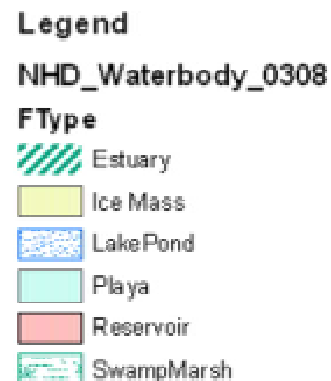 Legend
NHD_Waterbody_0308
FType
Estuary
Ice Mass
LakePond
Playa
Reservoir
SwampMarsh